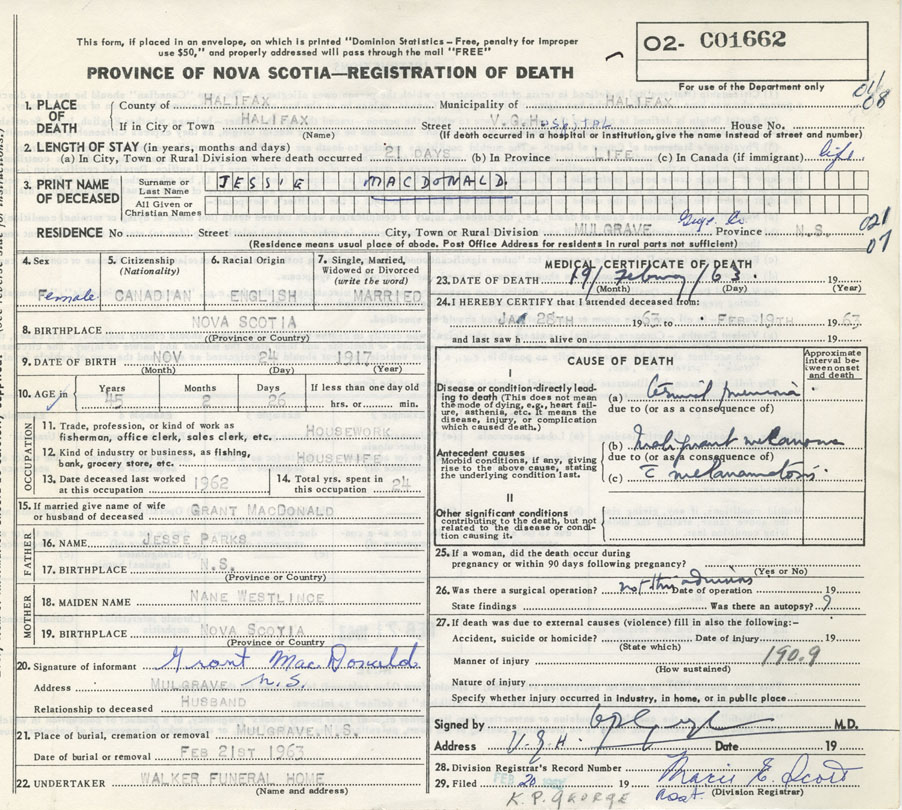 This form, if placed in an envelope, on which is printed "Dominion Statistics – Free, penalty for improper
use $50," and properly addressed will pass through the mail "FREE"
O2- C01662
For use of the Department only
PROVINCE OF NOVA SCOTIA—REGISTRATION OF DEATH
1. PLACE OF DEATH
County of HALIFAX Municipality of HALIFAX
04/08
If in City or Town HALIFAX Street V.G.Hospital House No.
(Name) (If death occurred in a hospital or institution, give the name instead of street and number)
2. LENGTH OF STAY (in years, months and days)
(a) In City, Town or Rural Division where death occurred 21 DAYS (b) In Province LIFE (c) In Canada (if immigrant) life
3. PRINT NAME OF DECEASED
Surname or Last Name JESSIE MACDONALD.
All Given or Christian Names
RESIDENCE No Street City, Town or Rural Division MULGRAVE Guys. Co Province N.S.
021
07
(Residence means usual place of abode. Post Office Address for residents in rural parts not sufficient)
4. Sex Female
5. Citizenship (Nationality) CANADIAN
6. Racial Origin ENGLISH
7. Single, Married, Widowed or Divorced (write the word) MARRIED
8. BIRTHPLACE NOVA SCOTIA
((Province or Country)
9. DATE OF BIRTH NOV 24 1917
(Month) (Day) (Year)
10. AGE in Years 45 Months 2 Days 26 If less than one day old hrs. or min.
OCCUPATION
11. Trade, profession, or kind of work as fisherman, office clerk, sales clerk, etc. HOUSEWORK
12. Kind of industry or business, as fishing, bank, grocery store, etc. HOUSEWIFE
13. Date deceased last worked at this occupation 1962
14. Total yrs. spent in this occupation 24
15. If married give name of wife or husband of deceased GRANT MACDONALD
FATHER
16. NAME JESSE PARKS
17. BIRTHPLACE N.S.
(Province or Country)
MOTHER
18. MAIDEN NAME NANE WESTLINCE
19. BIRTHPLACE NOVA SCOTIA
(Province or Country
20. Signature of informant Grant MacDonald
Address MULGRAVE N.S.
Relationship to deceased HUSBAND
21. Place of burial, cremation or removal MULGRAVE.N.S.
Date of burial or removal FEB 21ST 1963
22. UNDERTAKER WALKER FUNERAL HOME
(Name and address)
MEDICAL CERTIFICATE OF DEATH
23. DATE OF DEATH 19/ February /63. 19
(Month) (Day) (Year)
24. I HEREBY CERTIFY that I attended deceased from:
JAN 28TH 1963 to FEB 19TH 1963
and last saw h alive on 19
CAUSE OF DEATH
Approximate interval between onset and death
I
Disease or condition directly leading to death (This does not mean the mode of dying, e.g., heart failure, asthenia, etc. It means the disease, injury, or complication which caused death.)
(a)
due to (or as a consequence of)
Antecedent causes
Morbid conditions, if any, giving rise to the above cause, stating the underlying condition last.
(b) Malignant melanoma
due to (or as a consequence of)
(c) c̄ melanomatosis
II
Other significant conditions
contributing to the death, but not related to the disease or condition causing it.
25. If a woman, did the death occur during
pregnancy or within 90 days following pregnancy?
(Yes or No)
26. Was there a surgical operation? not this admission Date of operation 19
State findings Was there an autopsy? ?
27. If death was due to external causes (violence) fill in also the following:-
Accident, suicide or homicide? Date of injury 19
(State which)
Manner of injury 190.9
(How sustained)
Nature of injury
Specify whether injury occurred in industry, in home, or in public place
Signed by M.D.
Address V.G.H. Date 19
28. Division Registrar's Record Number
29. Filed FEB 20 19 Marie E. Scott
(Division Registrar)
K. P. GEORGE